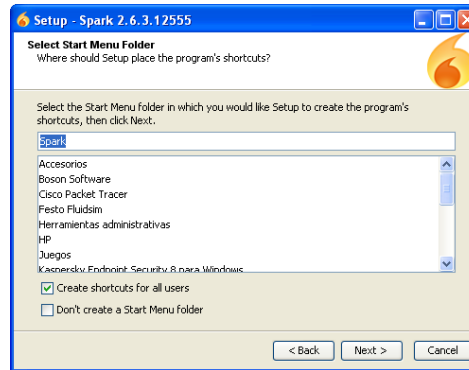 Setup - Spark 2.6.3.12555
Select Start Menu Folder
Where should Setup place the program's shortcuts?
Select the Start Menu folder in which you would like Setup to create the program's
shortcuts, then click Next.
Spark
Accesorios
Boson Software
Cisco Packet Tracer
Festo Fluidsim
Herramientas administrativas
HP
Juegos
Kaspersky Endpoint Security 8 para Windows
Create shortcuts for all users
Don't create a Start Menu folder
< Back
Next >
Cancel